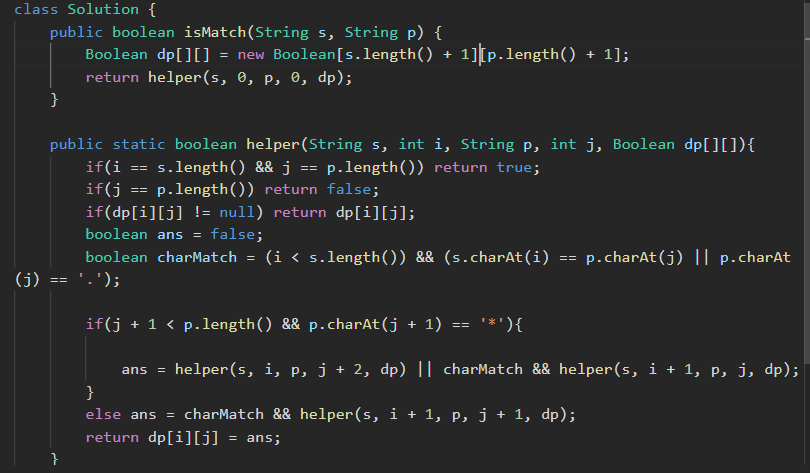 class Solution {
    public boolean isMatch(String s, String p) {
        Boolean dp[][] = new Boolean[s.length() + 1][p.length() + 1];
        return helper(s, 0, p, 0, dp);
    }
    public static boolean helper(String s, int i, String p, int j, Boolean dp[][]){
        if(i == s.length() && j == p.length()) return true;
        if(j == p.length()) return false;
        if(dp[i][j] != null) return dp[i][j];
        boolean ans = false;
        boolean charMatch = (i < s.length()) && (s.charAt(i) == p.charAt(j) || p.charAt
(j) == '.');
        if(j + 1 < p.length() && p.charAt(j + 1) == '*'){
            ans = helper(s, i, p, j + 2, dp) || charMatch && helper(s, i + 1, p, j, dp);
        }
        else ans = charMatch && helper(s, i + 1, p, j + 1, dp);
        return dp[i][j] = ans;
    }